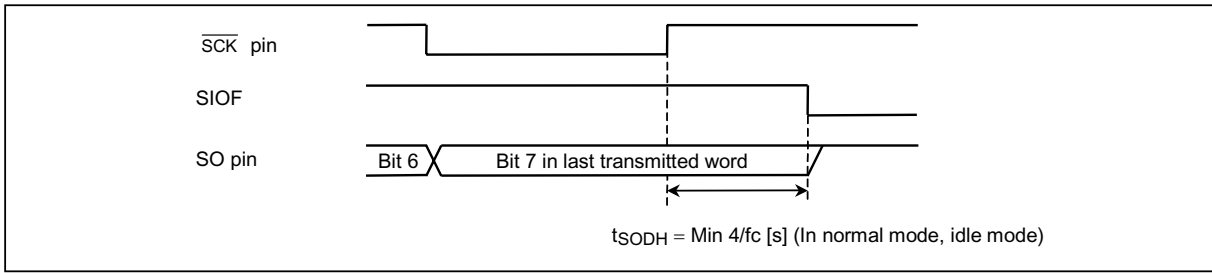 SCK pin
SIOF
SO pin Bit 6 Bit 7 in last transmitted word
tSODH = Min 4/fc [s] (In normal mode, idle mode)